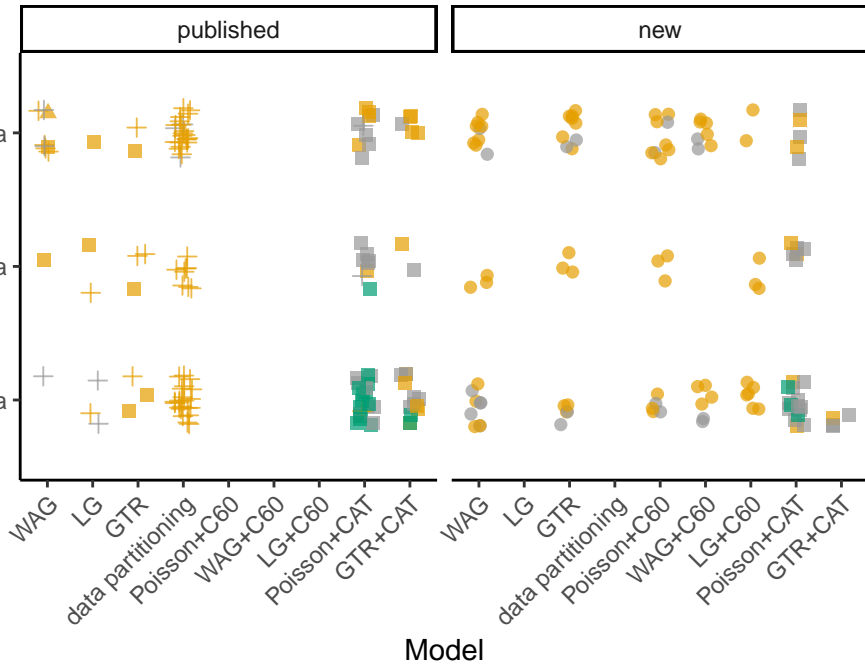 published
new
a
a
a
WAG
LG
GTR
data partitioning
Poisson+C60
WAG+C60
LG+C60
Poisson+CAT
GTR+CAT
WAG
LG
GTR
data partitioning
Poisson+C60
WAG+C60
LG+C60
Poisson+CAT
GTR+CAT
Model